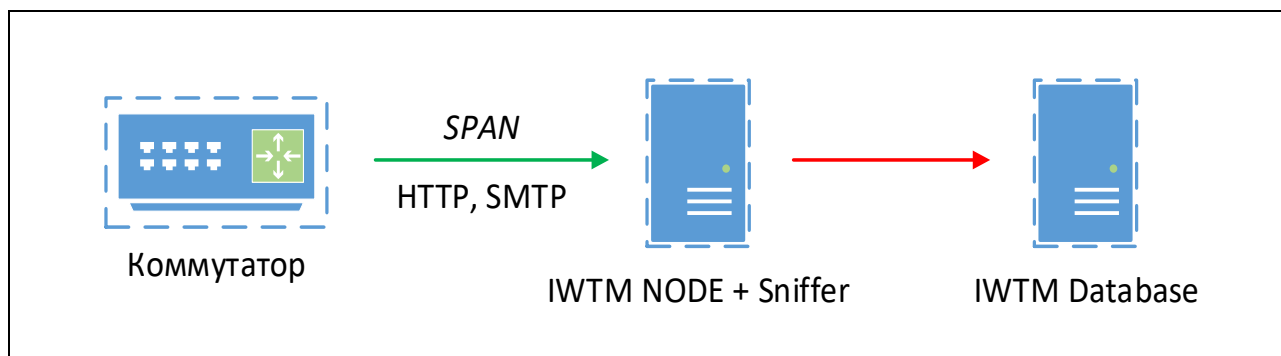 SPAN
HTTP, SMTP
Коммутатор
IWTM NODE + Sniffer
IWTM Database